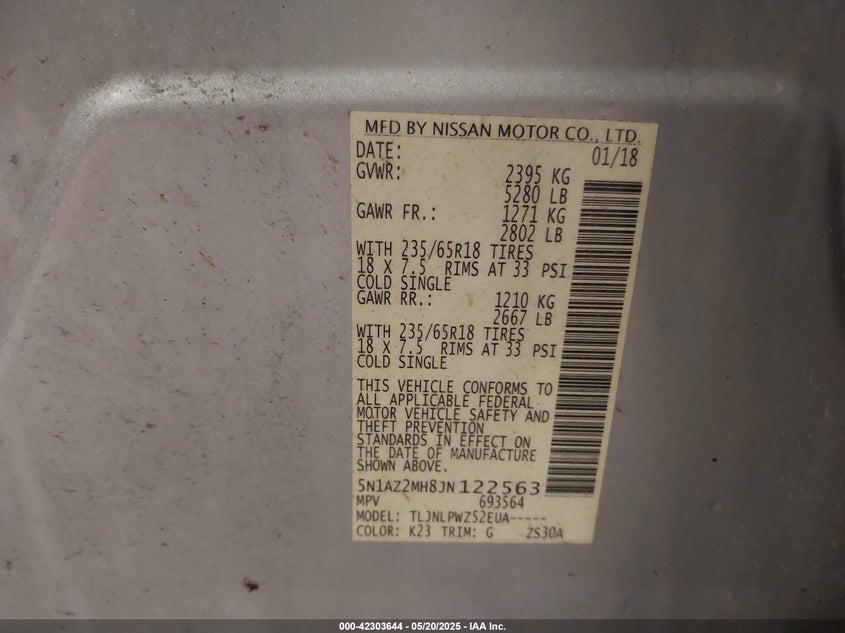 MFD BY NISSAN MOTOR CO., LTD.
DATE: 01/18
GVWR: 2395 KG
5280 LB
GAWR FR.: 1271 KG
2802 LB
WITH 235/65R18 TIRES
18 X 7.5 RIMS AT 33 PSI
COLD SINGLE
GAWR RR.: 1210 KG
2667 LB
WITH 235/65R18 TIRES
18 X 7.5 RIMS AT 33 PSI
COLD SINGLE
THIS VEHICLE CONFORMS TO
ALL APPLICABLE FEDERAL
MOTOR VEHICLE SAFETY AND
THEFT PREVENTION
STANDARDS IN EFFECT ON
THE DATE OF MANUFACTURE
SHOWN ABOVE.
5N1AZ2MH8JN122563
MPV 693564
MODEL: TLJNLPWZ52EUA-----
COLOR: K23 TRIM: G ZS30A
000-42303644 — 05/20/2025 — IAA Inc.